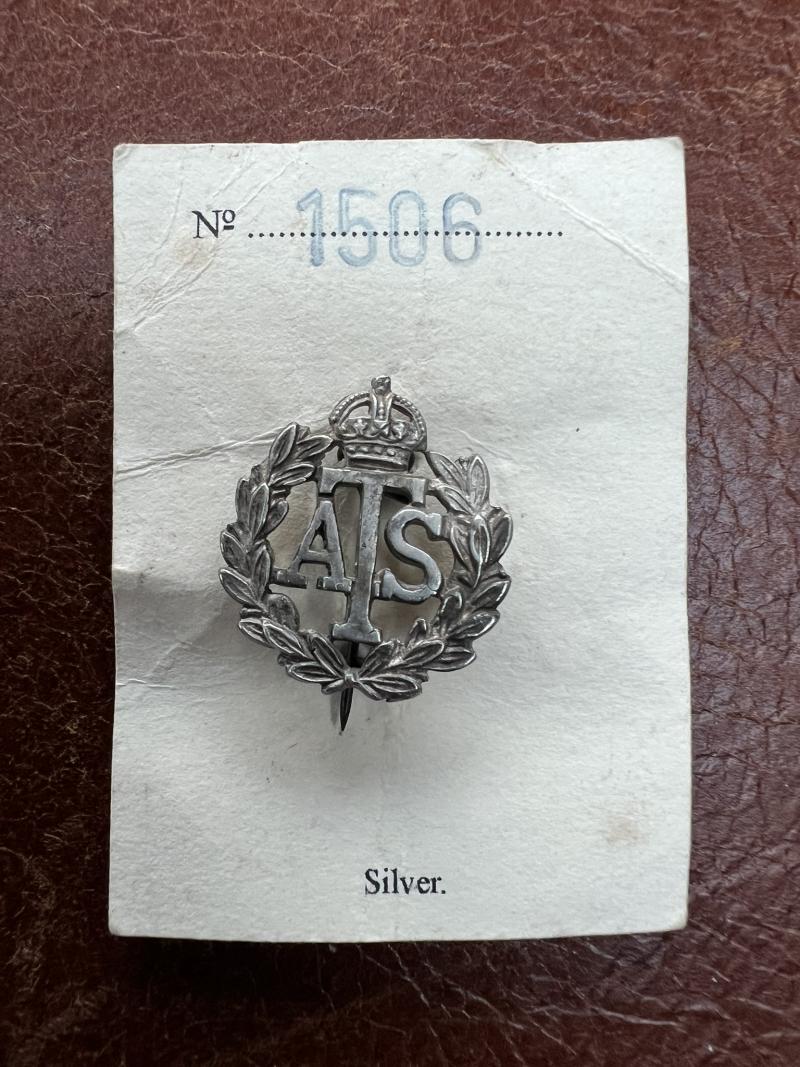 Nº 1506
ATS
Silver.